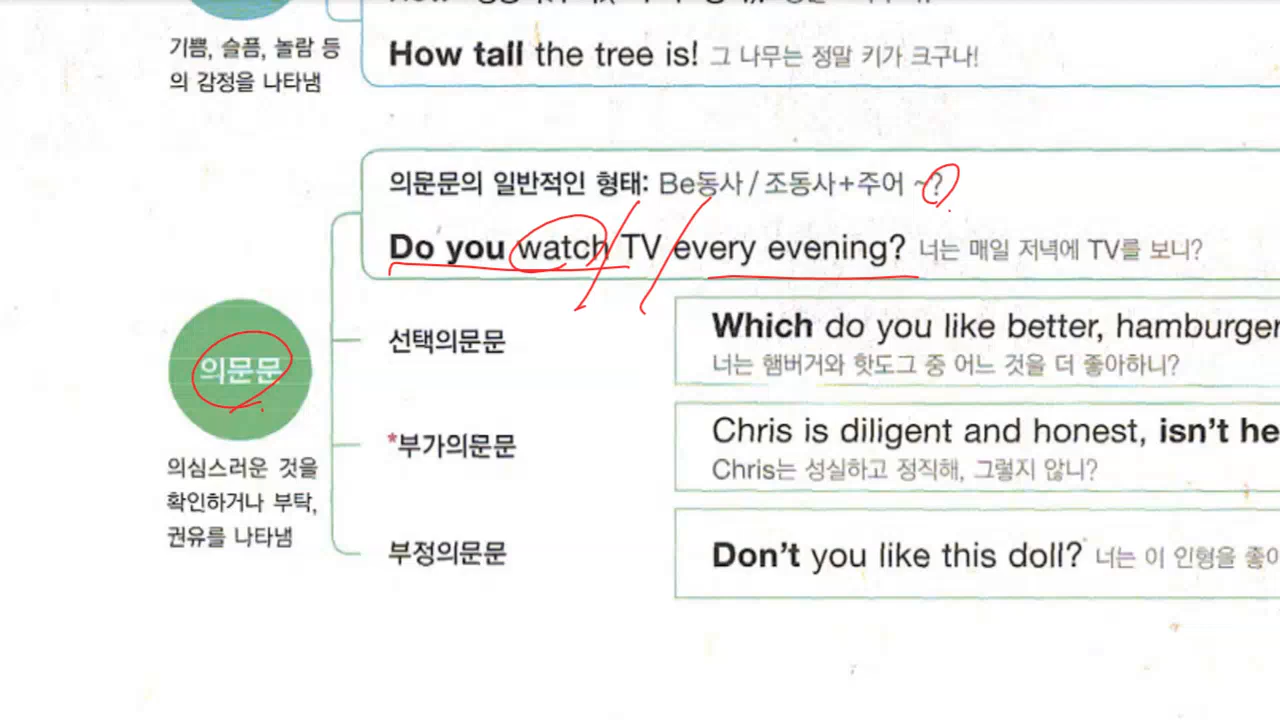 기쁨, 슬픔, 놀람 등
의 감정을 나타냄
How tall the tree is! 그 나무는 정말 키가 크구나!
의문문의 일반적인 형태: Be동사 / 조동사+주어 ~?
Do you watch TV every evening? 너는 매일 저녁에 TV를 보니?
의문문
의심스러운 것을
확인하거나 부탁,
권유를 나타냄
선택의문문
Which do you like better, hamburger
너는 햄버거와 핫도그 중 어느 것을 더 좋아하니?
*부가의문문
Chris is diligent and honest, isn't he
Chris는 성실하고 정직해, 그렇지 않니?
부정의문문
Don't you like this doll? 너는 이 인형을 좋아